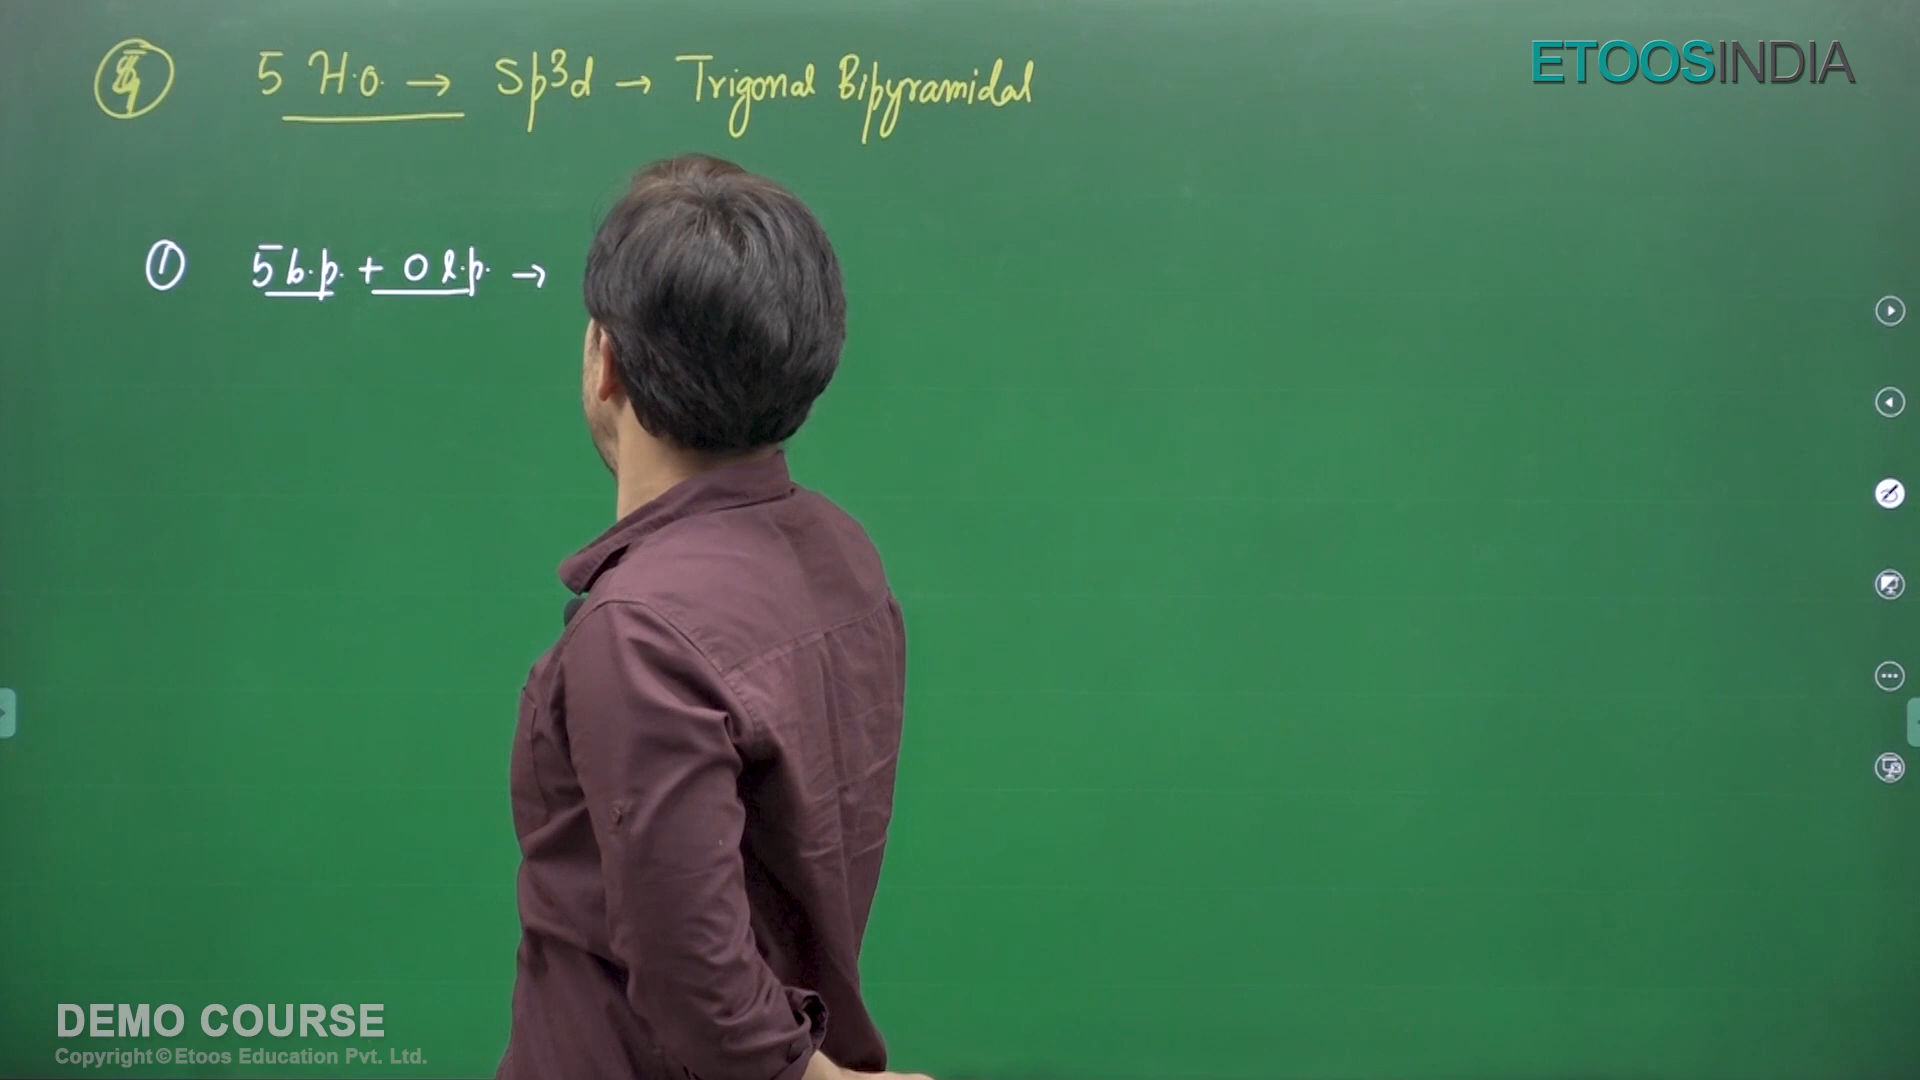 ETOOSINDIA
5 H.O. → Sp³d → Trigonal Bipyramidal
① 5 b.p. + 0 l.p. →
DEMO COURSE
Copyright © Etoos Education Pvt. Ltd.